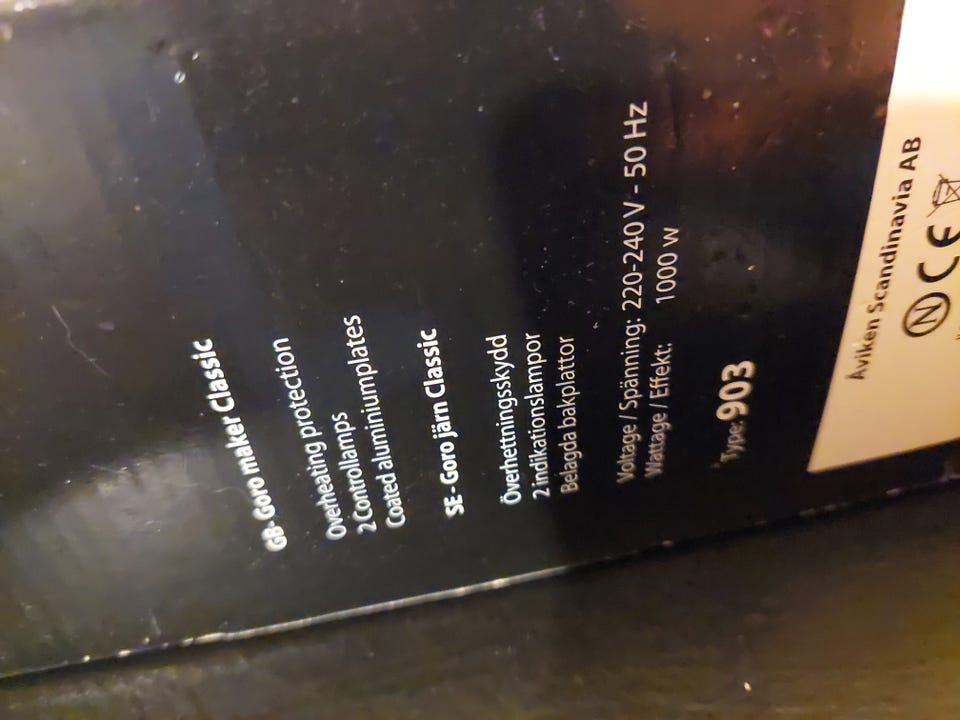 GB- Goro maker Classic
Overheating protection
2 Controllamps
Coated aluminiumplates
SE - Goro järn Classic
Överhettningsskydd
2 indikationslampor
Belagda bakplattor
Voltage / Spänning: 220-240 V - 50 Hz
Wattage / Effekt: 1000 w
Type: 903
Åviken Scandinavia AB
N CE